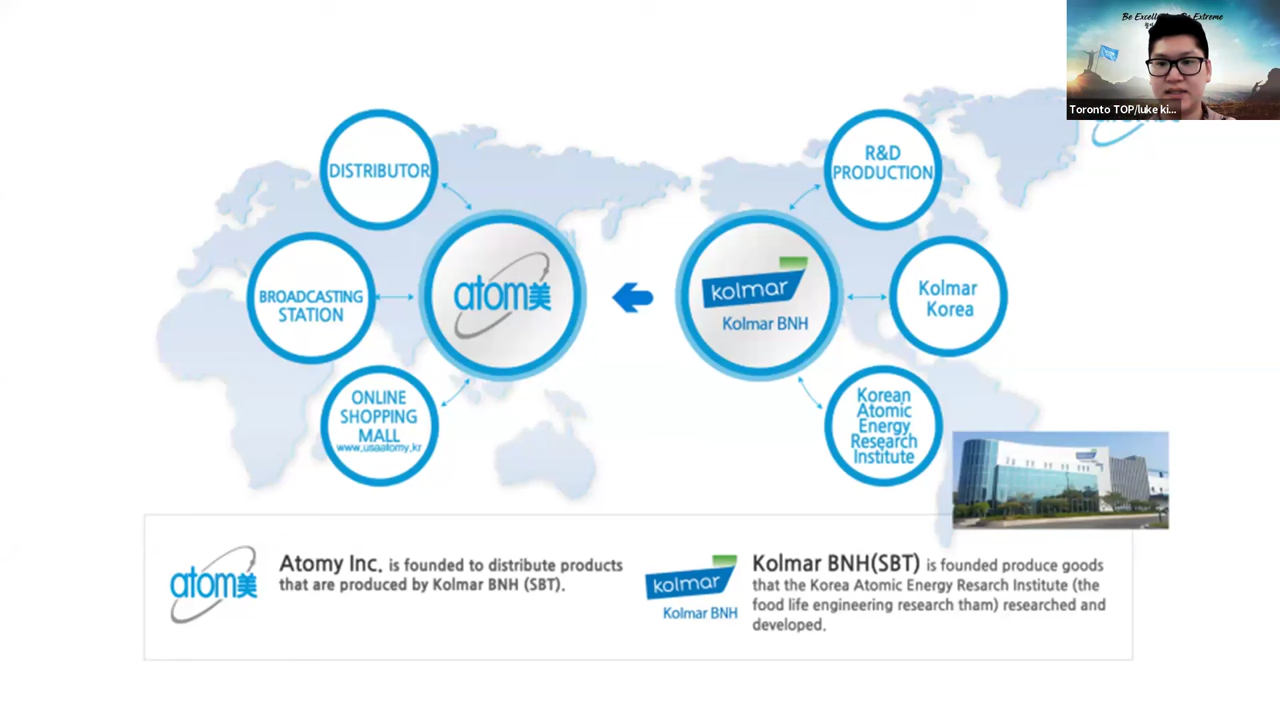 Be Excellent Be Extreme
Toronto TOP/luke ki...
DISTRIBUTOR
R&D
PRODUCTION
BROADCASTING
STATION
atom美
kolmar
Kolmar BNH
Kolmar
Korea
ONLINE
SHOPPING
MALL
www.usaatomy.kr
Korean
Atomic
Energy
Research
Institute
atom美
Atomy Inc. is founded to distribute products
that are produced by Kolmar BNH (SBT).
kolmar
Kolmar BNH
Kolmar BNH(SBT) is founded produce goods
that the Korea Atomic Energy Resarch Institute (the
food life engineering research tham) researched and
developed.